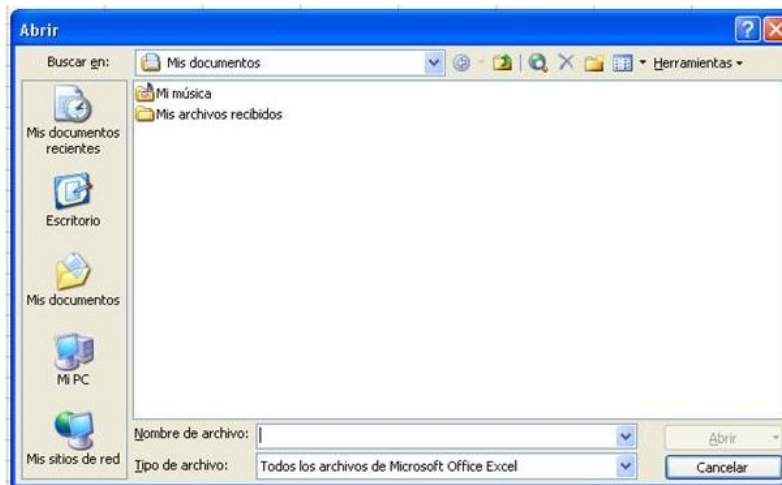 Abrir
Buscar en:
Mis documentos
Herramientas
Mi música
Mis archivos recibidos
Mis documentos
recientes
Escritorio
Mis documentos
Mi PC
Mis sitios de red
Nombre de archivo:
Abrir
Tipo de archivo:
Todos los archivos de Microsoft Office Excel
Cancelar